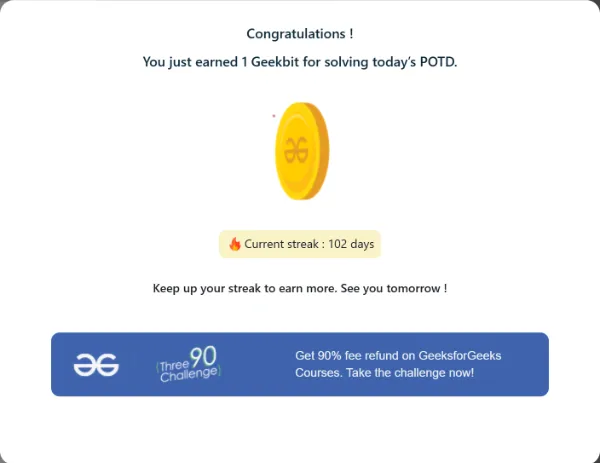 Congratulations !
You just earned 1 Geekbit for solving today's POTD.
Current streak : 102 days
Keep up your streak to earn more. See you tomorrow !
{Three 90
Challenge}
Get 90% fee refund on GeeksforGeeks
Courses. Take the challenge now!